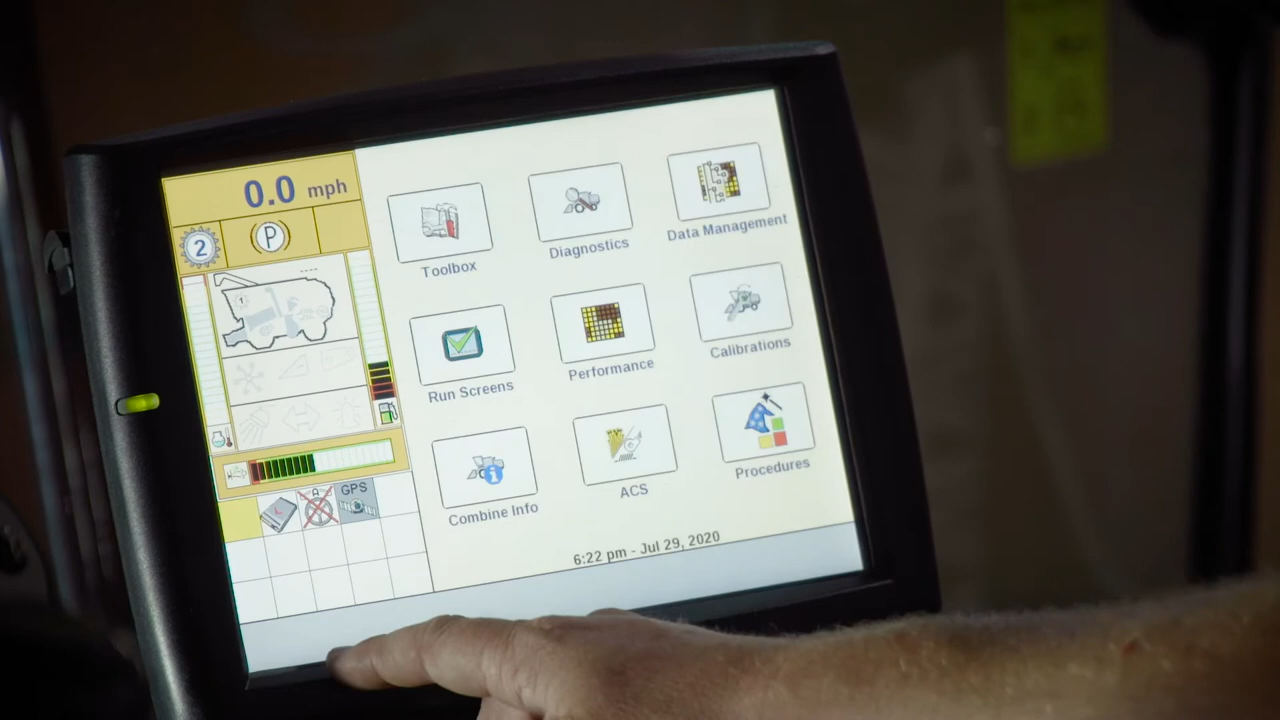 0.0 mph
2
P
1
A
GPS
Toolbox
Diagnostics
Data Management
Run Screens
Performance
Calibrations
Combine Info
ACS
Procedures
6:22 pm - Jul 29, 2020